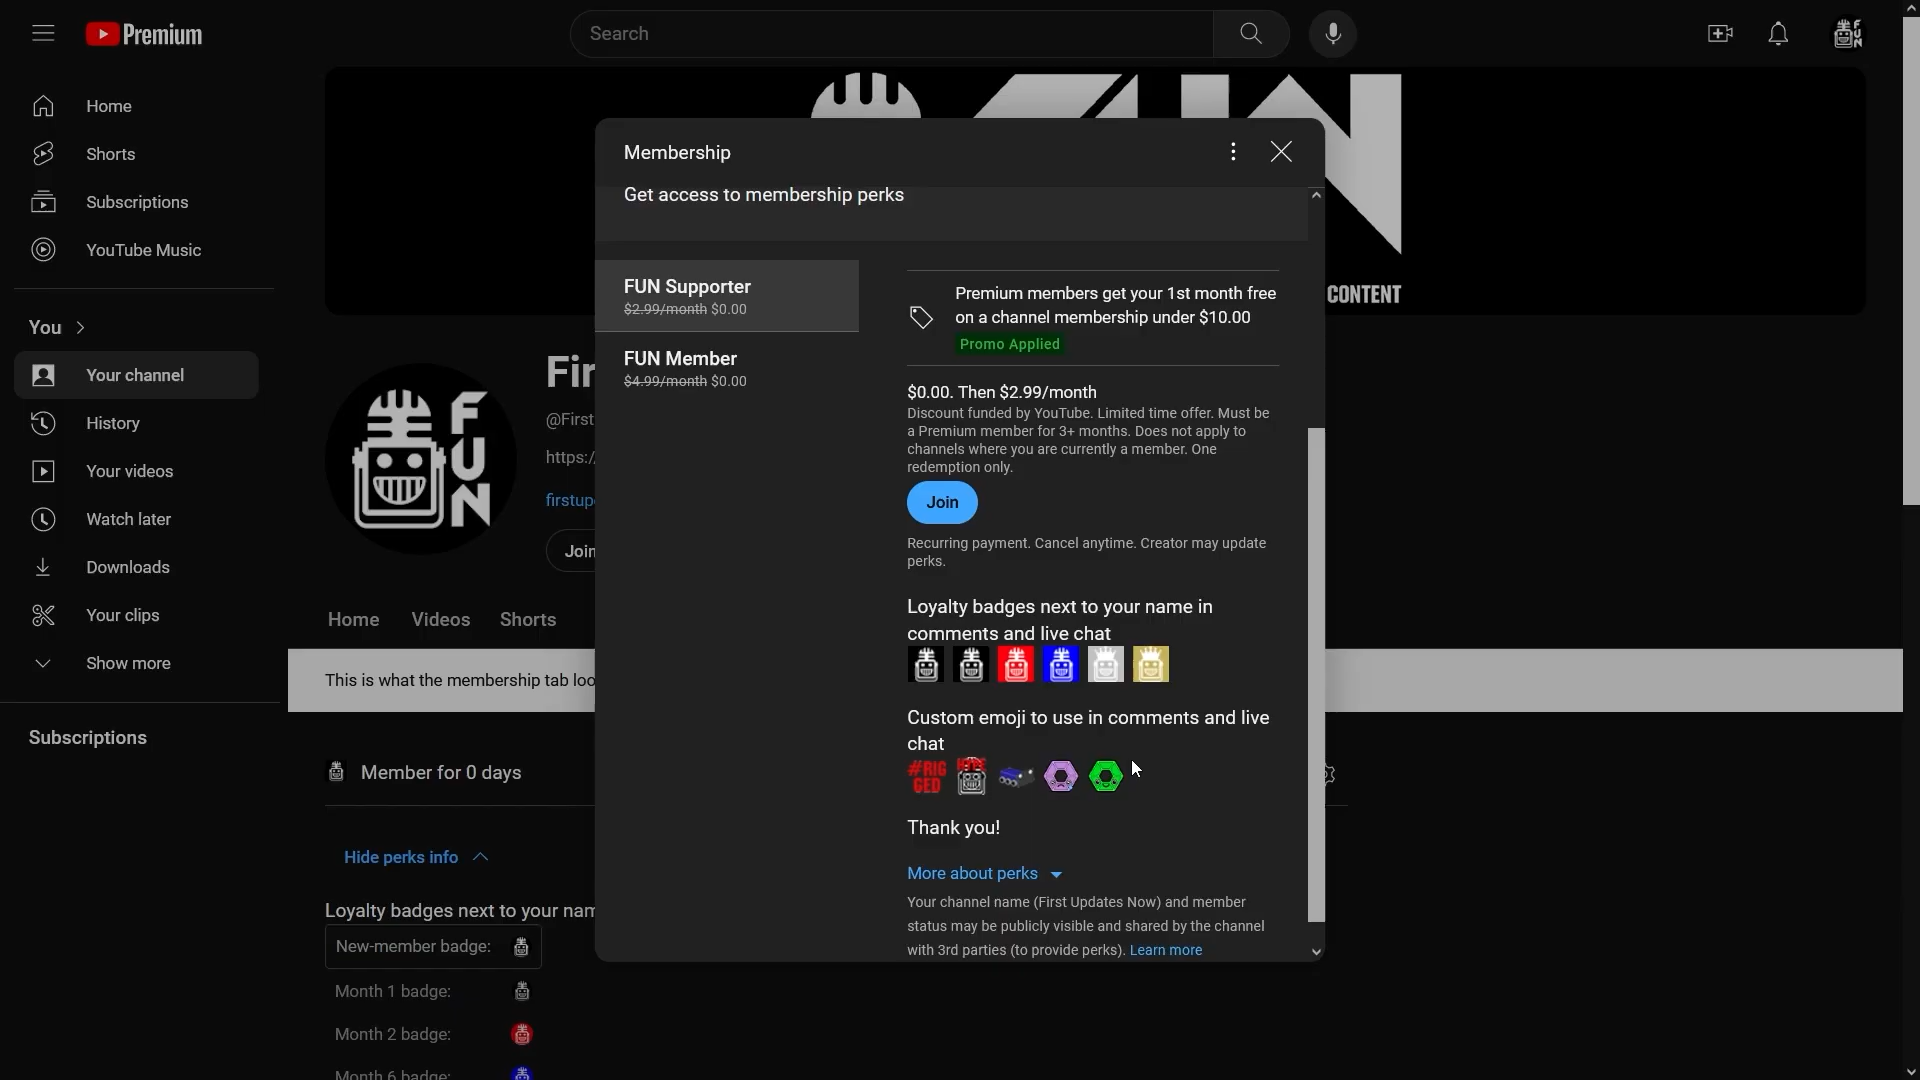 Premium
Search
FUN
Home
Shorts
Subscriptions
YouTube Music
You
Your channel
History
Your videos
Watch later
Downloads
Your clips
Show more
Subscriptions
CONTENT
FUN
Fir
@First
https:/
firstup
Join
Home Videos Shorts
This is what the membership tab loo
Member for 0 days
Hide perks info
Loyalty badges next to your nam
New-member badge:
Month 1 badge:
Month 2 badge:
Month 6 badge:
Membership
Get access to membership perks
FUN Supporter
$2.99/month $0.00
FUN Member
$4.99/month $0.00
Premium members get your 1st month free
on a channel membership under $10.00
Promo Applied
$0.00. Then $2.99/month
Discount funded by YouTube. Limited time offer. Must be
a Premium member for 3+ months. Does not apply to
channels where you are currently a member. One
redemption only.
Join
Recurring payment. Cancel anytime. Creator may update
perks.
Loyalty badges next to your name in
comments and live chat
Custom emoji to use in comments and live
chat
#RIG
GED
HYPE
Thank you!
More about perks
Your channel name (First Updates Now) and member
status may be publicly visible and shared by the channel
with 3rd parties (to provide perks). Learn more